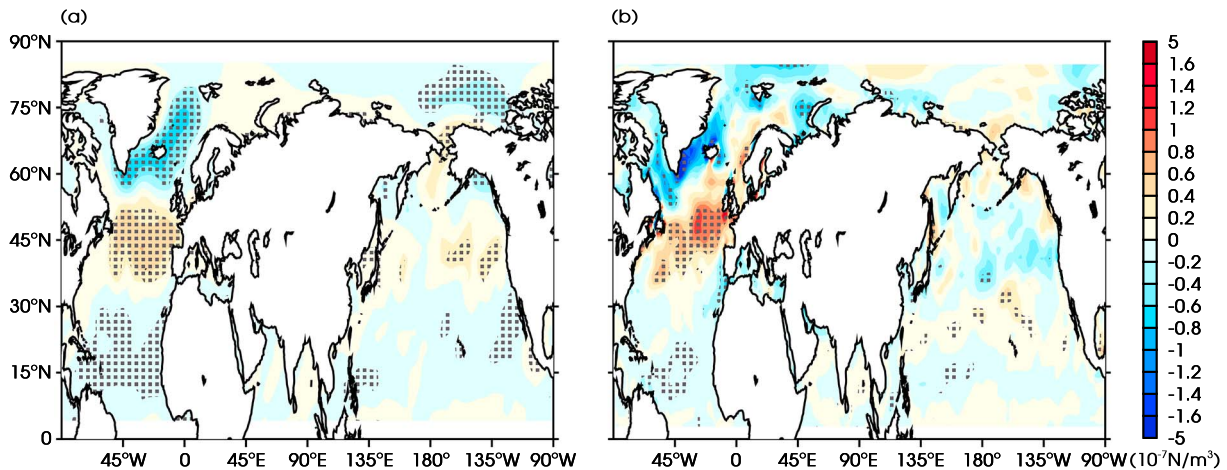 (a)
(b)
90°N
75°N
60°N
45°N
30°N
15°N
0
45°W
0
45°E
90°E
135°E
180
135°W
90°W
45°W
0
45°E
90°E
135°E
180°
135°W
90°W
5
1.6
1.4
1.2
1
0.8
0.6
0.4
0.2
0
-0.2
-0.4
-0.6
-0.8
-1
-1.2
-1.4
-1.6
-5
(10⁻⁷N/m³)